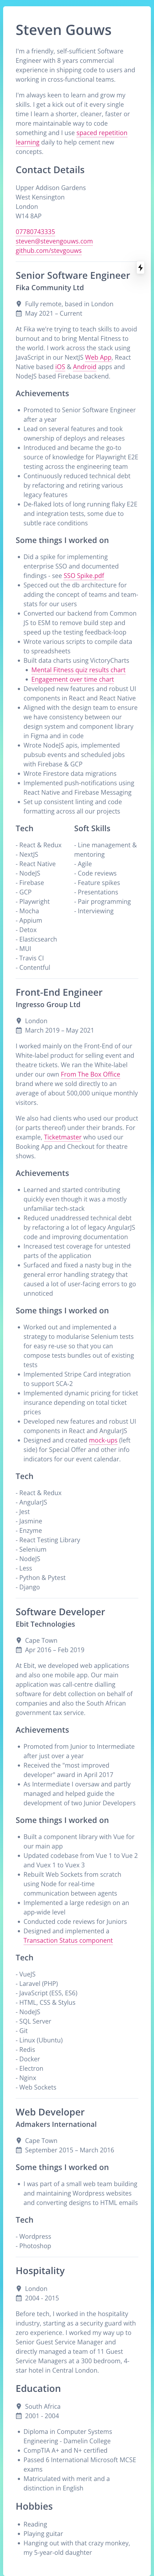 Steven Gouws
I'm a friendly, self-sufficient Software
Engineer with 8 years commercial
experience in shipping code to users and
working in cross-functional teams.
I'm always keen to learn and grow my
skills. I get a kick out of it every single
time I learn a shorter, cleaner, faster or
more maintainable way to code
something and I use spaced repetition
learning daily to help cement new
concepts.
Contact Details
Upper Addison Gardens
West Kensington
London
W14 8AP
07780743335
steven@stevengouws.com
github.com/stevgouws
Senior Software Engineer
Fika Community Ltd
Fully remote, based in London
May 2021 – Current
At Fika we're trying to teach skills to avoid
burnout and to bring Mental Fitness to the
world. I work across the stack using
JavaScript in our NextJS Web App, React
Native based iOS & Android apps and
NodeJS based Firebase backend.
Achievements
• Promoted to Senior Software Engineer
after a year
• Lead on several features and took
ownership of deploys and releases
• Introduced and became the go-to
source of knowledge for Playwright E2E
testing across the engineering team
• Continuously reduced technical debt
by refactoring and retiring various
legacy features
• De-flaked lots of long running flaky E2E
and integration tests, some due to
subtle race conditions
Some things I worked on
• Did a spike for implementing
enterprise SSO and documented
findings - see SSO Spike.pdf
• Specced out the db architecture for
adding the concept of teams and team-
stats for our users
• Converted our backend from Common
JS to ESM to remove build step and
speed up the testing feedback-loop
• Wrote various scripts to compile data
to spreadsheets
• Built data charts using VictoryCharts
• Mental Fitness quiz results chart
• Engagement over time chart
• Developed new features and robust UI
components in React and React Native
• Aligned with the design team to ensure
we have consistency between our
design system and component library
in Figma and in code
• Wrote NodeJS apis, implemented
pubsub events and scheduled jobs
with Firebase & GCP
• Wrote Firestore data migrations
• Implemented push-notifications using
React Native and Firebase Messaging
• Set up consistent linting and code
formatting across all our projects
Tech
- React & Redux
- NextJS
- React Native
- NodeJS
- Firebase
- GCP
- Playwright
- Mocha
- Appium
- Detox
- Elasticsearch
- MUI
- Travis CI
- Contentful
Soft Skills
- Line management &
mentoring
- Agile
- Code reviews
- Feature spikes
- Presentations
- Pair programming
- Interviewing
Front-End Engineer
Ingresso Group Ltd
London
March 2019 – May 2021
I worked mainly on the Front-End of our
White-label product for selling event and
theatre tickets. We ran the White-label
under our own From The Box Office
brand where we sold directly to an
average of about 500,000 unique monthly
visitors.
We also had clients who used our product
(or parts thereof) under their brands. For
example, Ticketmaster who used our
Booking App and Checkout for theatre
shows.
Achievements
• Learned and started contributing
quickly even though it was a mostly
unfamiliar tech-stack
• Reduced unaddressed technical debt
by refactoring a lot of legacy AngularJS
code and improving documentation
• Increased test coverage for untested
parts of the application
• Surfaced and fixed a nasty bug in the
general error handling strategy that
caused a lot of user-facing errors to go
unnoticed
Some things I worked on
• Worked out and implemented a
strategy to modularise Selenium tests
for easy re-use so that you can
compose tests bundles out of existing
tests
• Implemented Stripe Card integration
to support SCA-2
• Implemented dynamic pricing for ticket
insurance depending on total ticket
prices
• Developed new features and robust UI
components in React and AngularJS
• Designed and created mock-ups (left
side) for Special Offer and other info
indicators for our event calendar.
Tech
- React & Redux
- AngularJS
- Jest
- Jasmine
- Enzyme
- React Testing Library
- Selenium
- NodeJS
- Less
- Python & Pytest
- Django
Software Developer
Ebit Technologies
Cape Town
Apr 2016 – Feb 2019
At Ebit, we developed web applications
and also one mobile app. Our main
application was call-centre dialling
software for debt collection on behalf of
companies and also the South African
government tax service.
Achievements
• Promoted from Junior to Intermediate
after just over a year
• Received the "most improved
developer" award in April 2017
• As Intermediate I oversaw and partly
managed and helped guide the
development of two Junior Developers
Some things I worked on
• Built a component library with Vue for
our main app
• Updated codebase from Vue 1 to Vue 2
and Vuex 1 to Vuex 3
• Rebuilt Web Sockets from scratch
using Node for real-time
communication between agents
• Implemented a large redesign on an
app-wide level
• Conducted code reviews for Juniors
• Designed and implemented a
Transaction Status component
Tech
- VueJS
- Laravel (PHP)
- JavaScript (ES5, ES6)
- HTML, CSS & Stylus
- NodeJS
- SQL Server
- Git
- Linux (Ubuntu)
- Redis
- Docker
- Electron
- Nginx
- Web Sockets
Web Developer
Admakers International
Cape Town
September 2015 – March 2016
Some things I worked on
• I was part of a small web team building
and maintaining Wordpress websites
and converting designs to HTML emails
Tech
- Wordpress
- Photoshop
Hospitality
London
2004 - 2015
Before tech, I worked in the hospitality
industry, starting as a security guard with
zero experience. I worked my way up to
Senior Guest Service Manager and
directly managed a team of 11 Guest
Service Managers at a 300 bedroom, 4-
star hotel in Central London.
Education
South Africa
2001 - 2004
• Diploma in Computer Systems
Engineering - Damelin College
• CompTIA A+ and N+ certified
• Passed 6 International Microsoft MCSE
exams
• Matriculated with merit and a
distinction in English
Hobbies
• Reading
• Playing guitar
• Hanging out with that crazy monkey,
my 5-year-old daughter